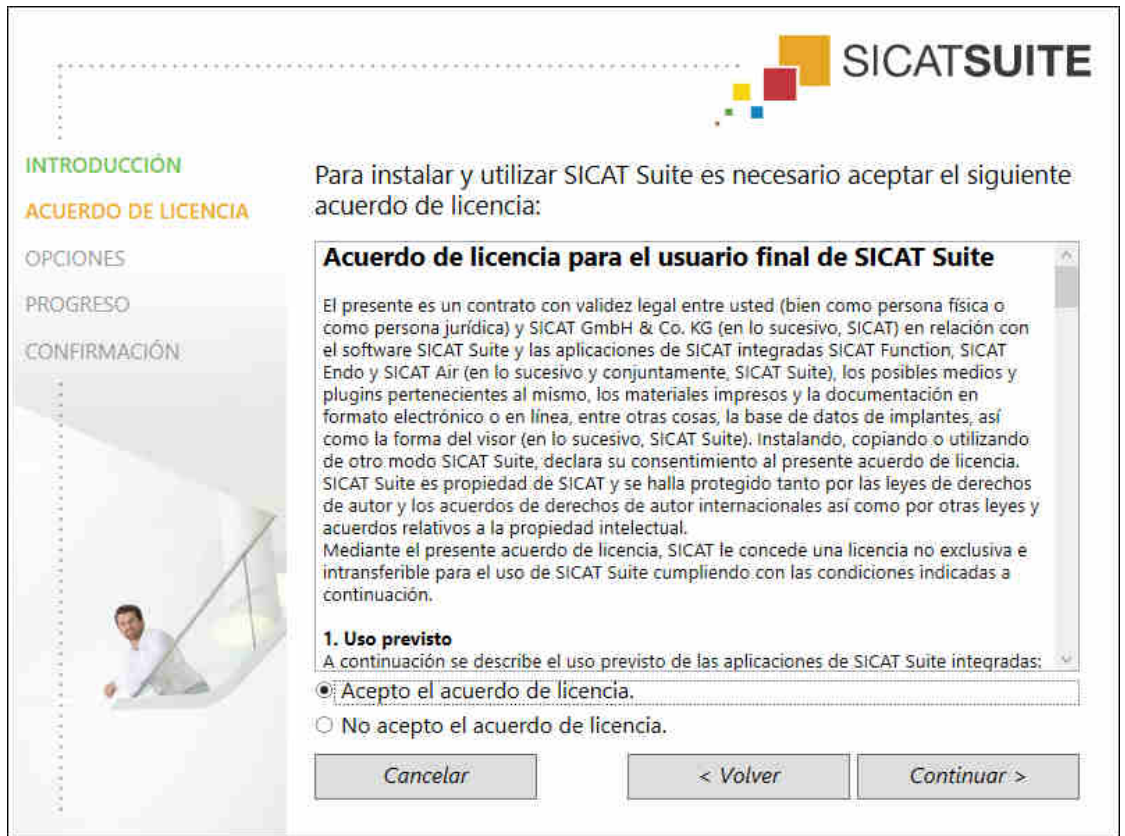 SICATSUITE
INTRODUCCIÓN
ACUERDO DE LICENCIA
OPCIONES
PROGRESO
CONFIRMACIÓN
Para instalar y utilizar SICAT Suite es necesario aceptar el siguiente
acuerdo de licencia:
Acuerdo de licencia para el usuario final de SICAT Suite
El presente es un contrato con validez legal entre usted (bien como persona física o
como persona jurídica) y SICAT GmbH & Co. KG (en lo sucesivo, SICAT) en relación con
el software SICAT Suite y las aplicaciones de SICAT integradas SICAT Function, SICAT
Endo y SICAT Air (en lo sucesivo y conjuntamente, SICAT Suite), los posibles medios y
plugins pertenecientes al mismo, los materiales impresos y la documentación en
formato electrónico o en línea, entre otras cosas, la base de datos de implantes, así
como la forma del visor (en lo sucesivo, SICAT Suite). Instalando, copiando o utilizando
de otro modo SICAT Suite, declara su consentimiento al presente acuerdo de licencia.
SICAT Suite es propiedad de SICAT y se halla protegido tanto por las leyes de derechos
de autor y los acuerdos de derechos de autor internacionales así como por otras leyes y
acuerdos relativos a la propiedad intelectual.
Mediante el presente acuerdo de licencia, SICAT le concede una licencia no exclusiva e
intransferible para el uso de SICAT Suite cumpliendo con las condiciones indicadas a
continuación.
1. Uso previsto
A continuación se describe el uso previsto de las aplicaciones de SICAT Suite integradas:
Acepto el acuerdo de licencia.
No acepto el acuerdo de licencia.
Cancelar
< Volver
Continuar >